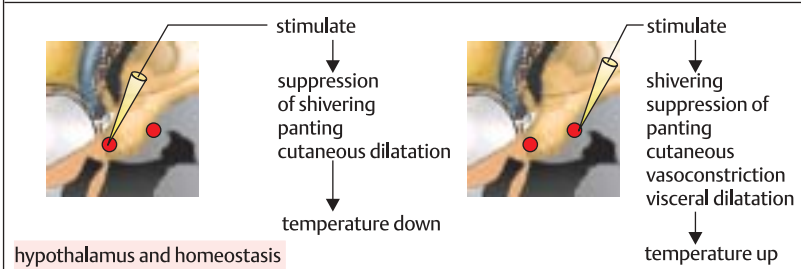 stimulate
suppression
of shivering
panting
cutaneous dilatation
temperature down
stimulate
shivering
suppression of
panting
cutaneous
vasoconstriction
visceral dilatation
temperature up
hypothalamus and homeostasis